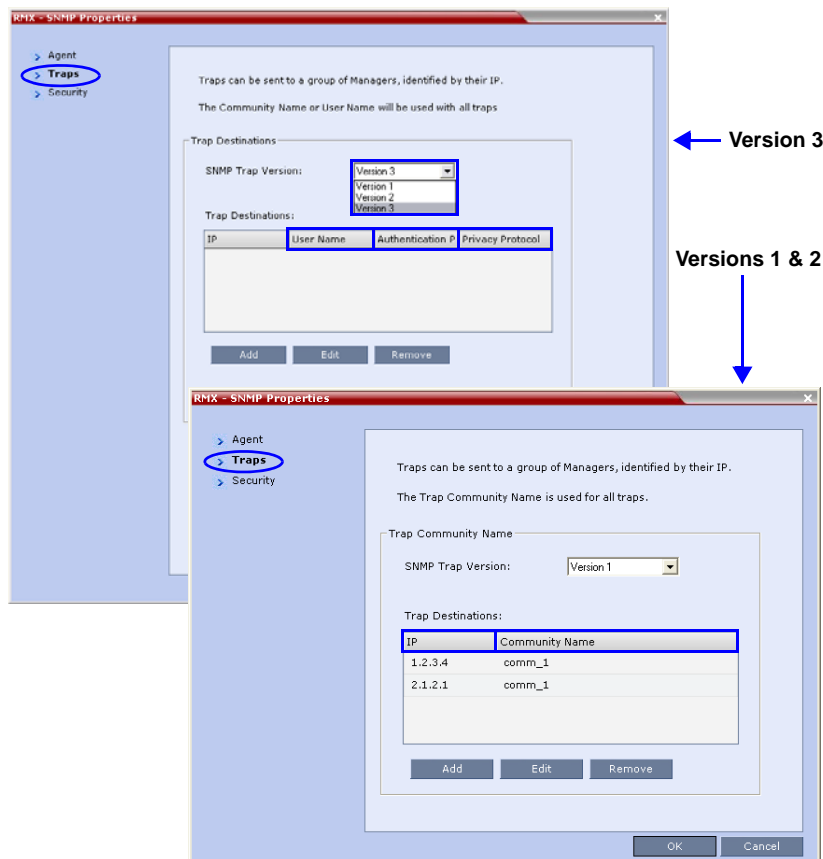 RMX - SNMP Properties
Agent
Traps
Security
Traps can be sent to a group of Managers, identified by their IP.
The Community Name or User Name will be used with all traps
Trap Destinations
SNMP Trap Version:
Version 3
Version 1
Version 2
Version 3
Trap Destinations:
IP User Name Authentication P Privacy Protocol
Add Edit Remove
Version 3
Versions 1 & 2
RMX - SNMP Properties
Agent
Traps
Security
Traps can be sent to a group of Managers, identified by their IP.
The Trap Community Name is used for all traps.
Trap Community Name
SNMP Trap Version: Version 1
Trap Destinations:
IP Community Name
1.2.3.4 comm_1
2.1.2.1 comm_1
Add Edit Remove
OK Cancel